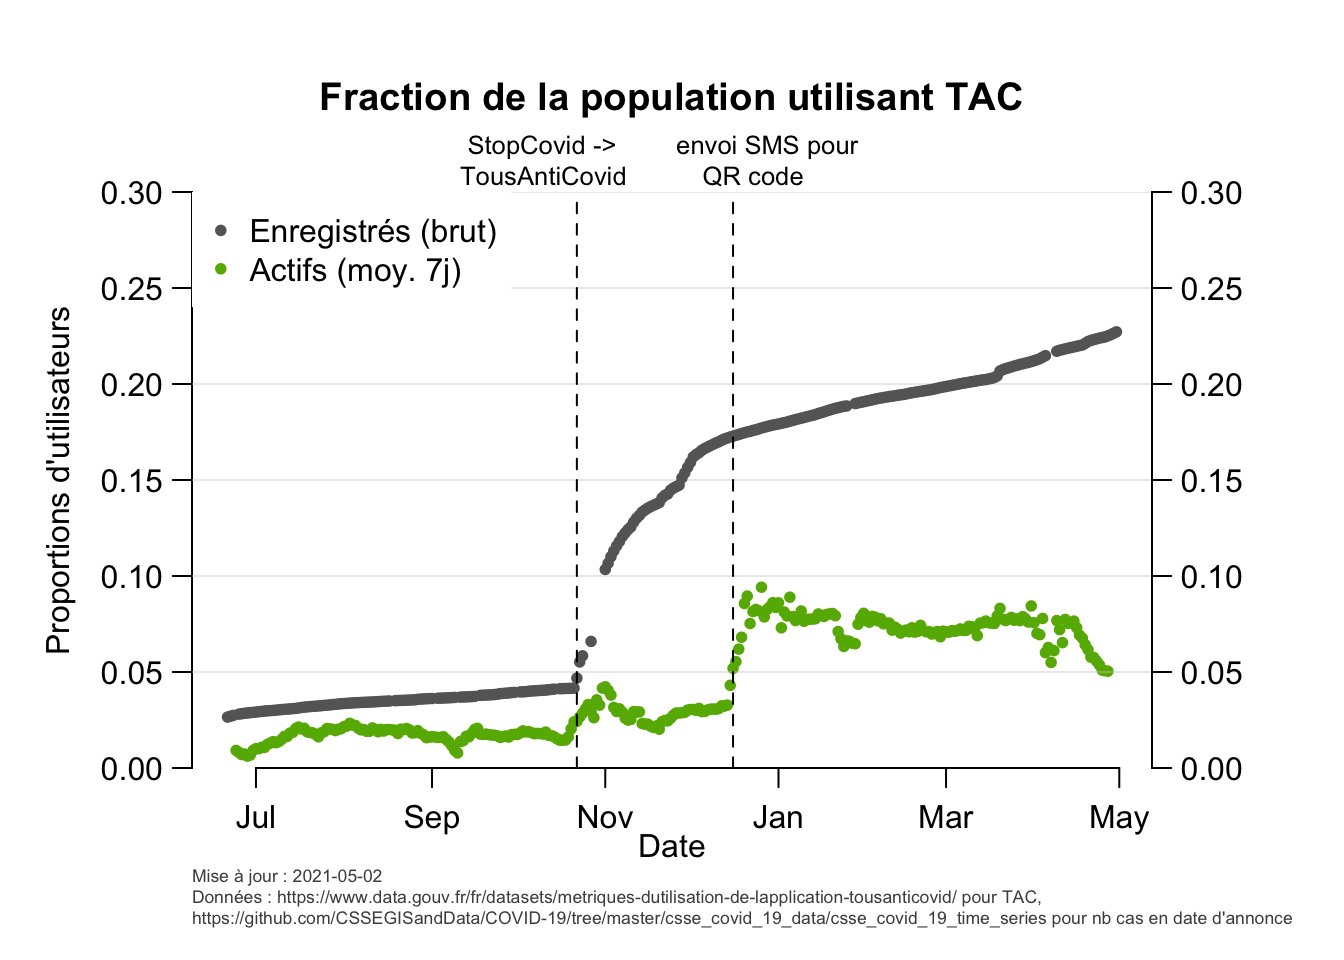 Fraction de la population utilisant TAC
StopCovid ->
TousAntiCovid
envoi SMS pour
QR code
Enregistrés (brut)
Actifs (moy. 7j)
Proportions d'utilisateurs
0.30
0.25
0.20
0.15
0.10
0.05
0.00
0.30
0.25
0.20
0.15
0.10
0.05
0.00
Jul Sep Nov Jan Mar May
Date
Mise à jour : 2021-05-02
Données : https://www.data.gouv.fr/fr/datasets/metriques-dutilisation-de-lapplication-tousanticovid/ pour TAC,
https://github.com/CSSEGISandData/COVID-19/tree/master/csse_covid_19_data/csse_covid_19_time_series pour nb cas en date d'annonce